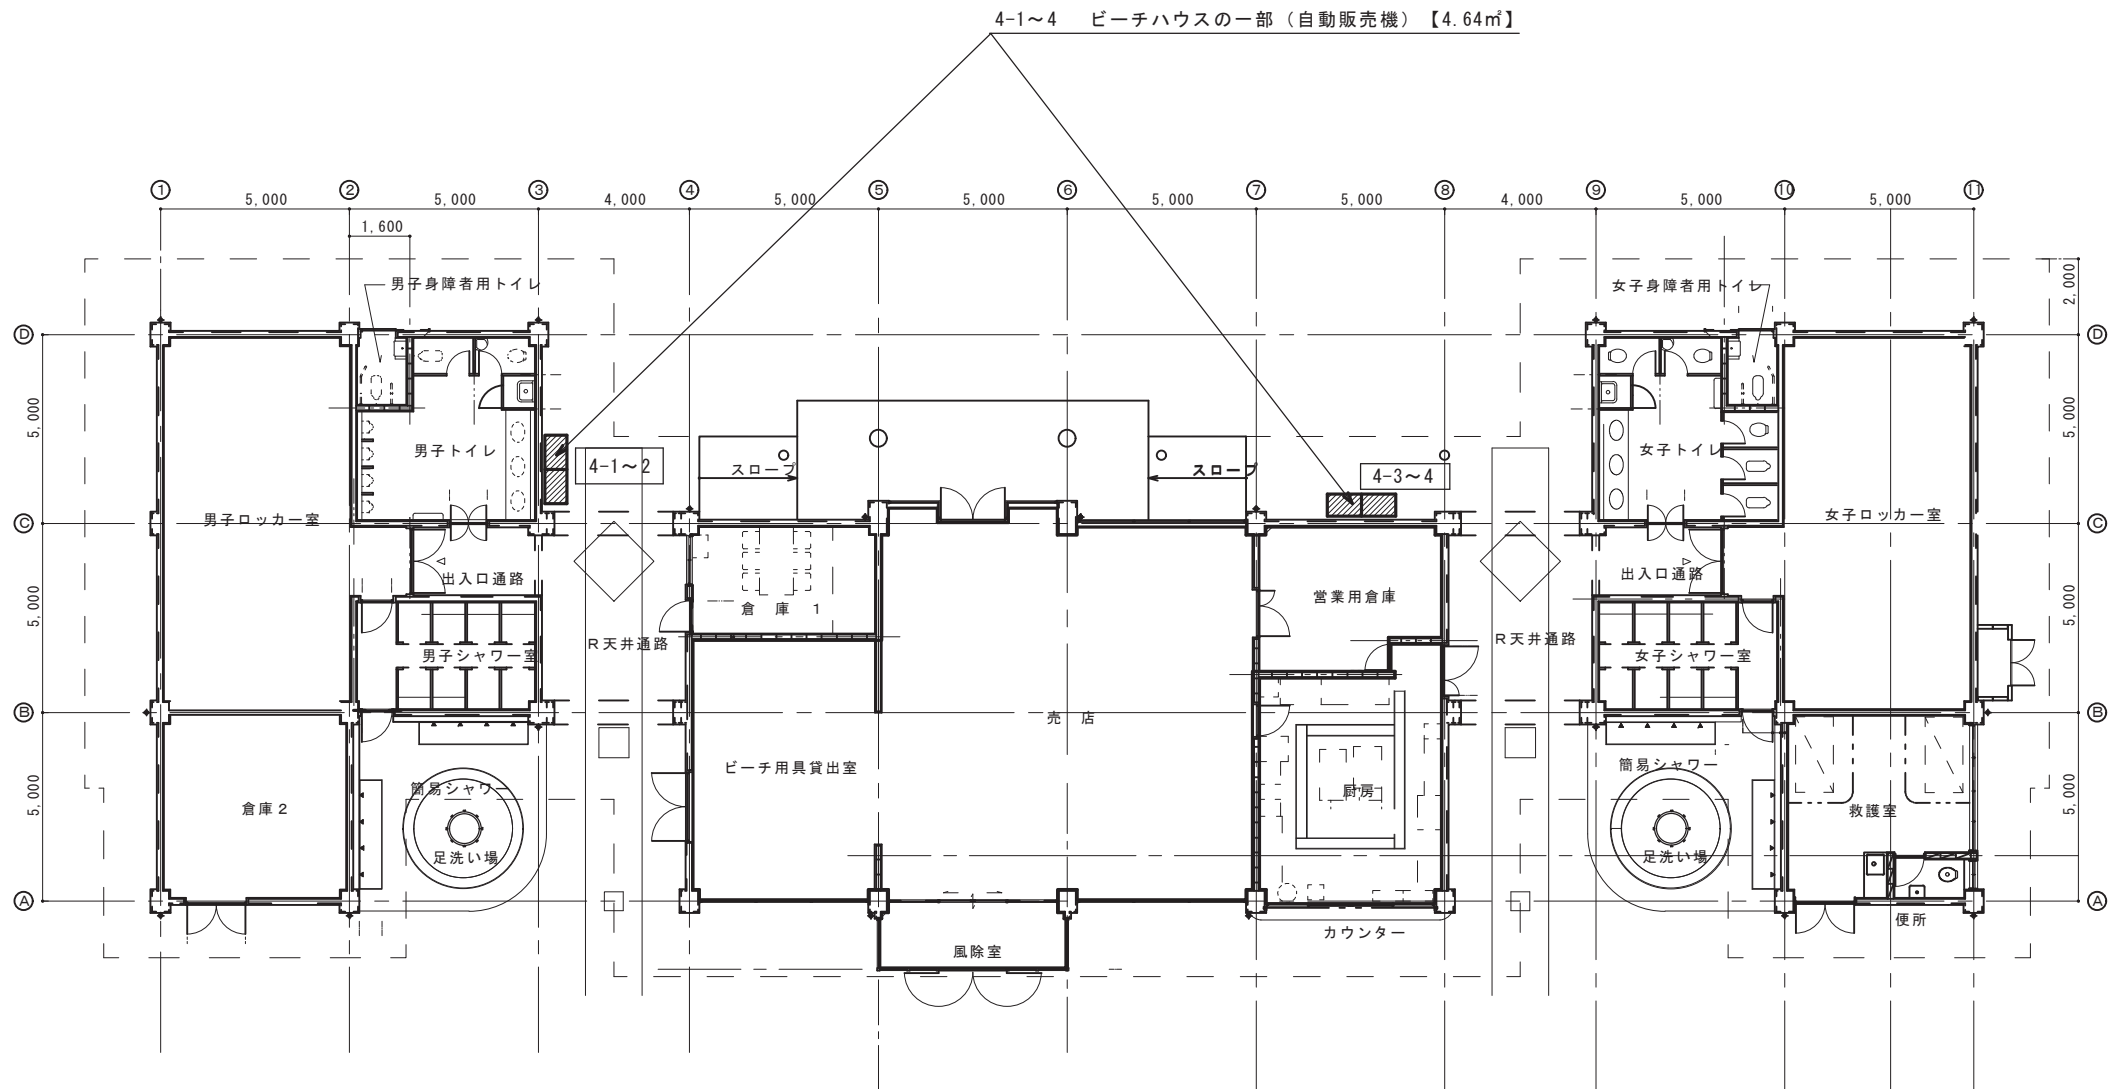 4-1～4　ビーチハウスの一部（自動販売機）【4.64㎡】
① ② ③ ④ ⑤ ⑥ ⑦ ⑧ ⑨ ⑩ ⑪
5,000 5,000 4,000 5,000 5,000 5,000 5,000 4,000 5,000 5,000
1,600
2,000
男子身障者用トイレ
女子身障者用トイレ
Ⓓ Ⓓ
5,000 5,000
男子トイレ
4-1～2
スロープ
スロープ
4-3～4
女子トイレ
Ⓒ Ⓒ
男子ロッカー室
女子ロッカー室
出入口通路
倉　庫　１
営業用倉庫
出入口通路
5,000 5,000
R天井通路
R天井通路
男子シャワー室
女子シャワー室
Ⓑ Ⓑ
売　店
ビーチ用具貸出室
簡易シャワー
簡易シャワー
厨房
5,000 5,000
倉庫２
救護室
足洗い場
足洗い場
Ⓐ Ⓐ
便所
カウンター
風除室